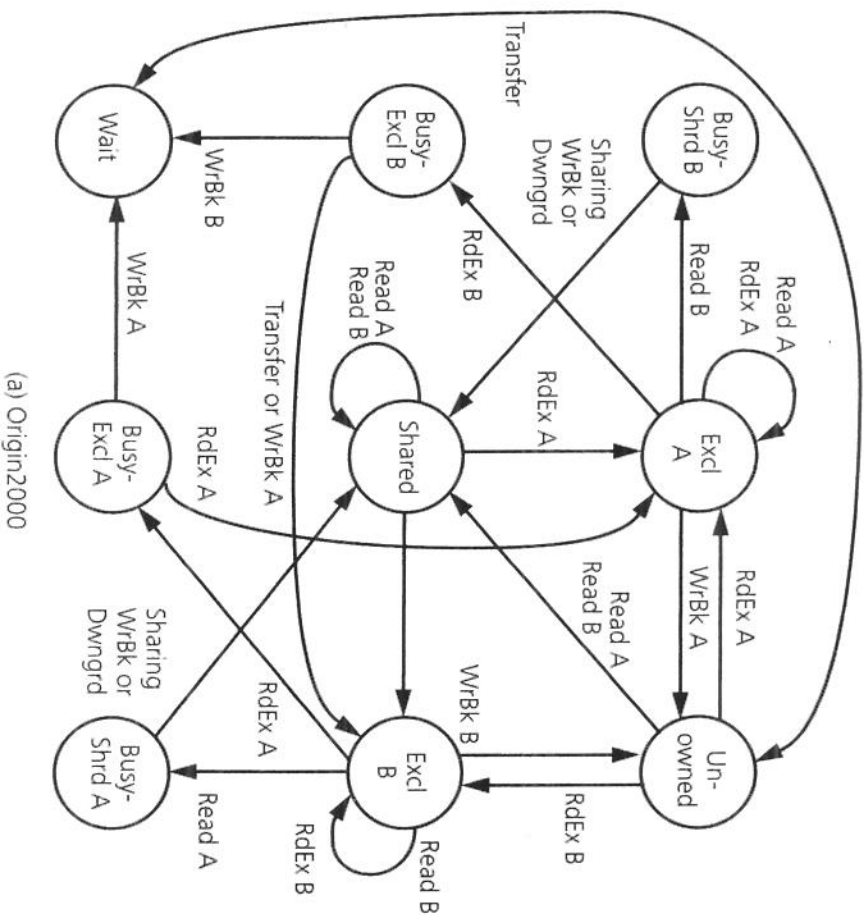 Read A
RdEx A
RdEx A
Busy-
Shrd B
Read B
Excl
A
WrBk A
Un-
owned
Sharing
WrBk or
Dwngrd
Read A
Read B
RdEx A
RdEx B
WrBk B
RdEx B
Transfer
Busy-
Excl B
Read A
Read B
Shared
Excl
B
Read B
RdEx B
Transfer or WrBk A
WrBk B
RdEx A
RdEx A
Read A
Sharing
WrBk or
Dwngrd
Wait
WrBk A
Busy-
Excl A
Busy-
Shrd A
(a) Origin2000